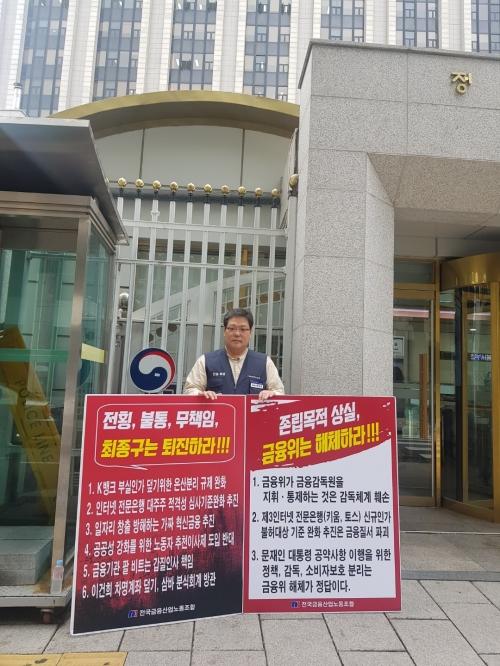 정
POLICE LINE
전횡, 불통, 무책임,
최종구는 퇴진하라!!!
1. K뱅크 부실인가 덮기위한 은산분리 규제 완화
2. 인터넷 전문은행 대주주 적격성 심사기준완화 추진
3. 일자리 창출 방해하는 가짜 혁신금융 추진
4. 공공성 강화를 위한 노동자 추천이사제 도입 반대
5. 금융기관 팔 비트는 갑질인사 책임
6. 이건희 차명계좌 덮기, 삼바 분식회계 방관
전국금융산업노동조합
존립목적 상실,
금융위는 해체하라!!!
1. 금융위가 금융감독원을
지휘·통제하는 것은 감독체계 훼손
2. 제3인터넷 전문은행(키움, 토스) 신규인가
불허대상 기준 완화 추진은 금융질서 파괴
3. 문재인 대통령 공약사항 이행을 위한
정책, 감독, 소비자보호 분리는
금융위 해체가 정답이다.
전국금융산업노동조합